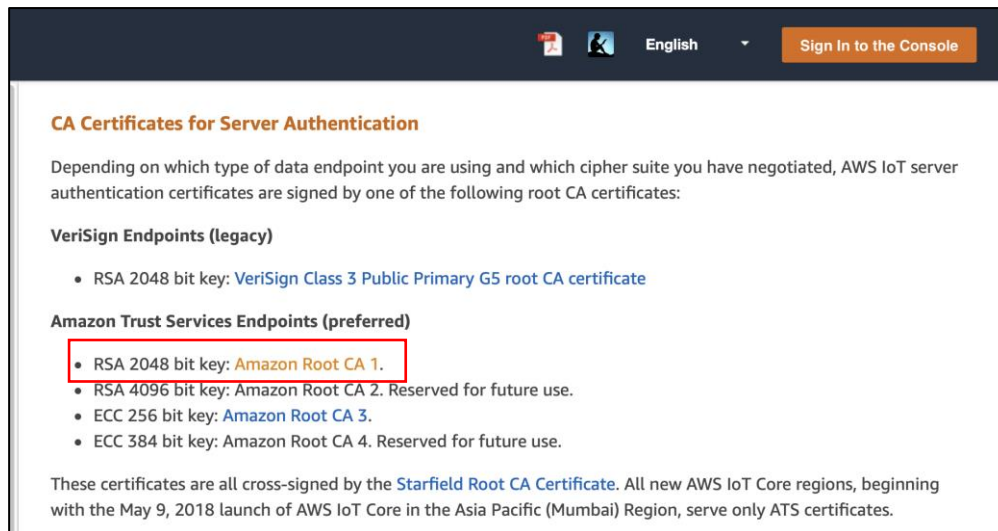 PDF
English
Sign In to the Console
CA Certificates for Server Authentication
Depending on which type of data endpoint you are using and which cipher suite you have negotiated, AWS IoT server
authentication certificates are signed by one of the following root CA certificates:
VeriSign Endpoints (legacy)
• RSA 2048 bit key: VeriSign Class 3 Public Primary G5 root CA certificate
Amazon Trust Services Endpoints (preferred)
• RSA 2048 bit key: Amazon Root CA 1.
• RSA 4096 bit key: Amazon Root CA 2. Reserved for future use.
• ECC 256 bit key: Amazon Root CA 3.
• ECC 384 bit key: Amazon Root CA 4. Reserved for future use.
These certificates are all cross-signed by the Starfield Root CA Certificate. All new AWS IoT Core regions, beginning
with the May 9, 2018 launch of AWS IoT Core in the Asia Pacific (Mumbai) Region, serve only ATS certificates.